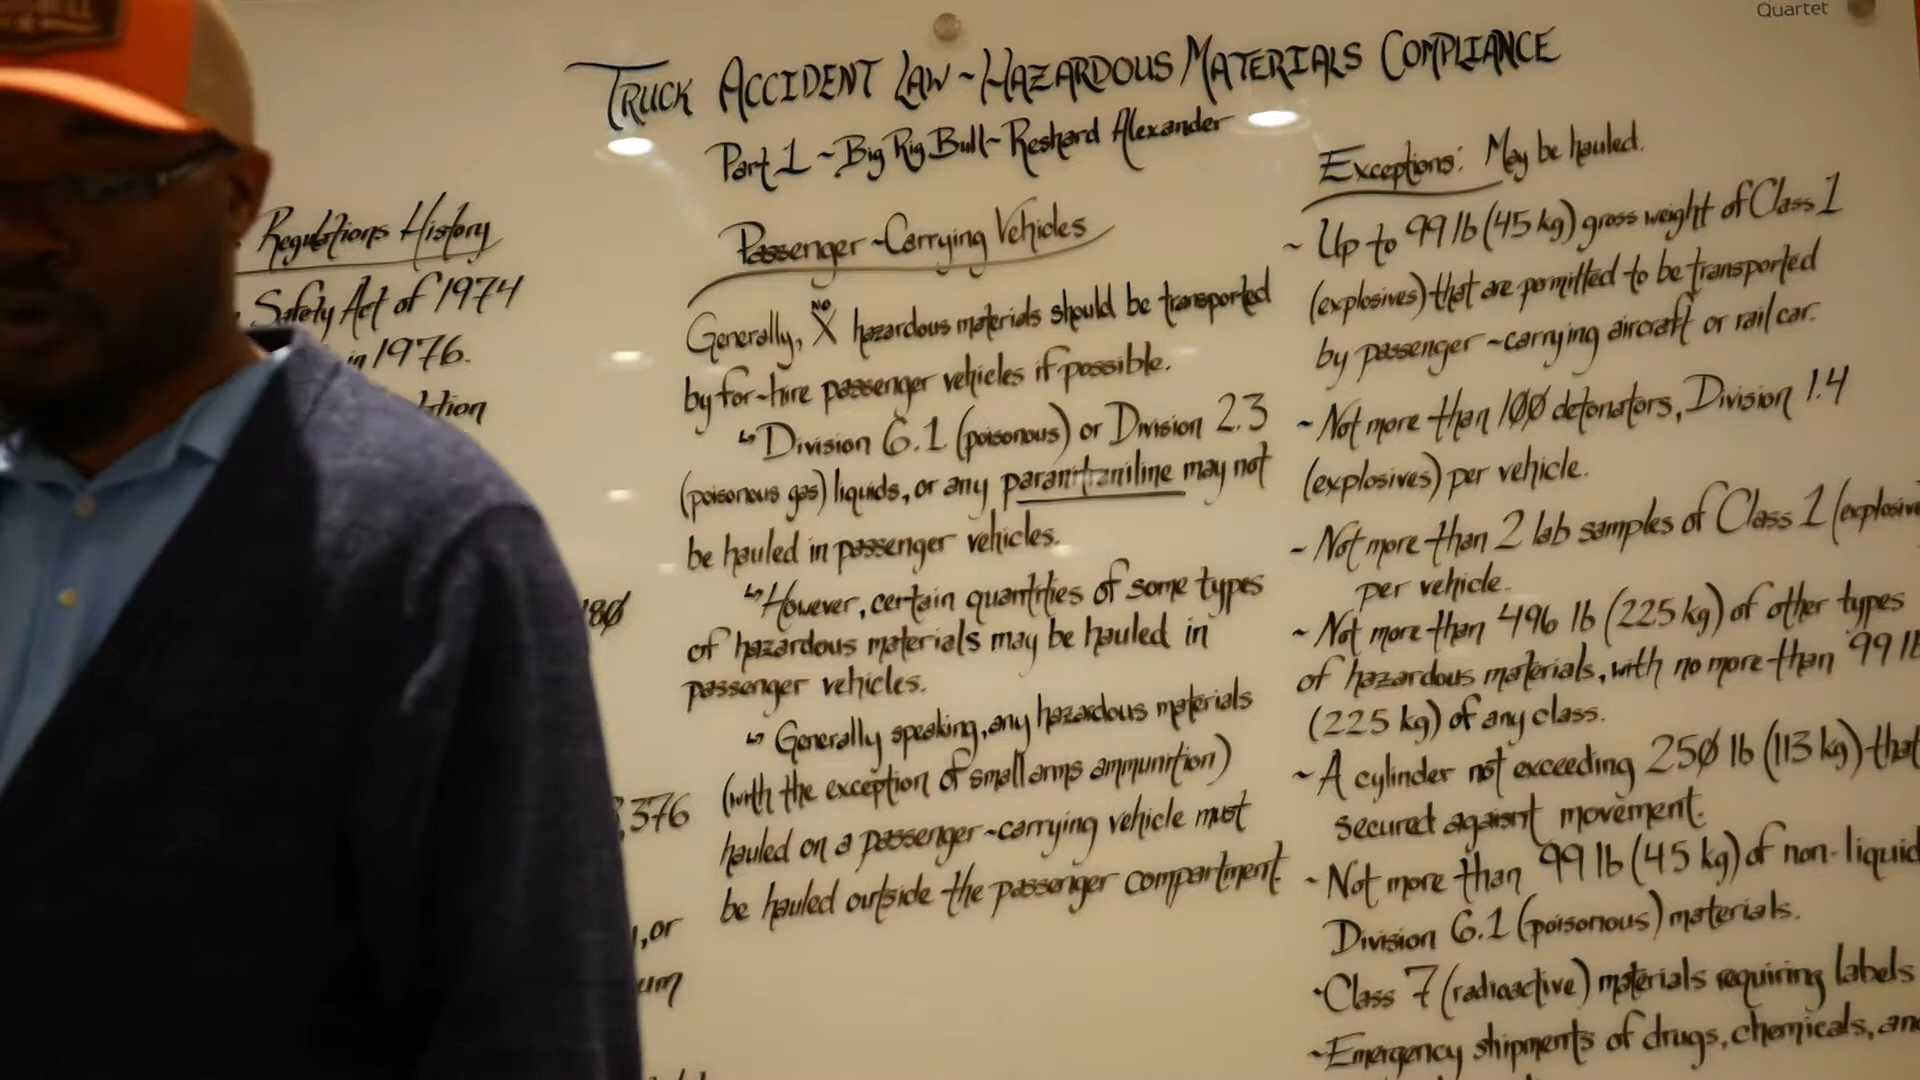 Quartet
TRUCK ACCIDENT LAW ~ HAZARDOUS MATERIALS COMPLIANCE
Part 1 ~ Big Rig Bull ~ Reshard Alexander
Regulations History
Safety Act of 1974
in 1976.
180
,376
, or
um
Passenger-Carrying Vehicles
Generally, NO X hazardous materials should be transported
by for-hire passenger vehicles if possible.
↳ Division 6.1 (poisonous) or Division 2.3
(poisonous gas) liquids, or any paranitraniline may not
be hauled in passenger vehicles.
↳ However, certain quantities of some types
of hazardous materials may be hauled in
passenger vehicles.
↳ Generally speaking, any hazardous materials
(with the exception of small arms ammunition)
hauled on a passenger-carrying vehicle must
be hauled outside the passenger compartment.
Exceptions: May be hauled.
~ Up to 99 lb (45 kg) gross weight of Class 1
(explosives) that are permitted to be transported
by passenger-carrying aircraft or rail car.
~ Not more than 100 detonators, Division 1.4
(explosives) per vehicle.
~ Not more than 2 lab samples of Class 1 (explosive
per vehicle.
~ Not more than 496 lb (225 kg) of other types
of hazardous materials, with no more than 99 lb
(225 kg) of any class.
~ A cylinder not exceeding 250 lb (113 kg) that
secured against movement.
~ Not more than 99 lb (45 kg) of non-liquid
Division 6.1 (poisonous) materials.
~ Class 7 (radioactive) materials requiring labels
~ Emergency shipments of drugs, chemicals, and